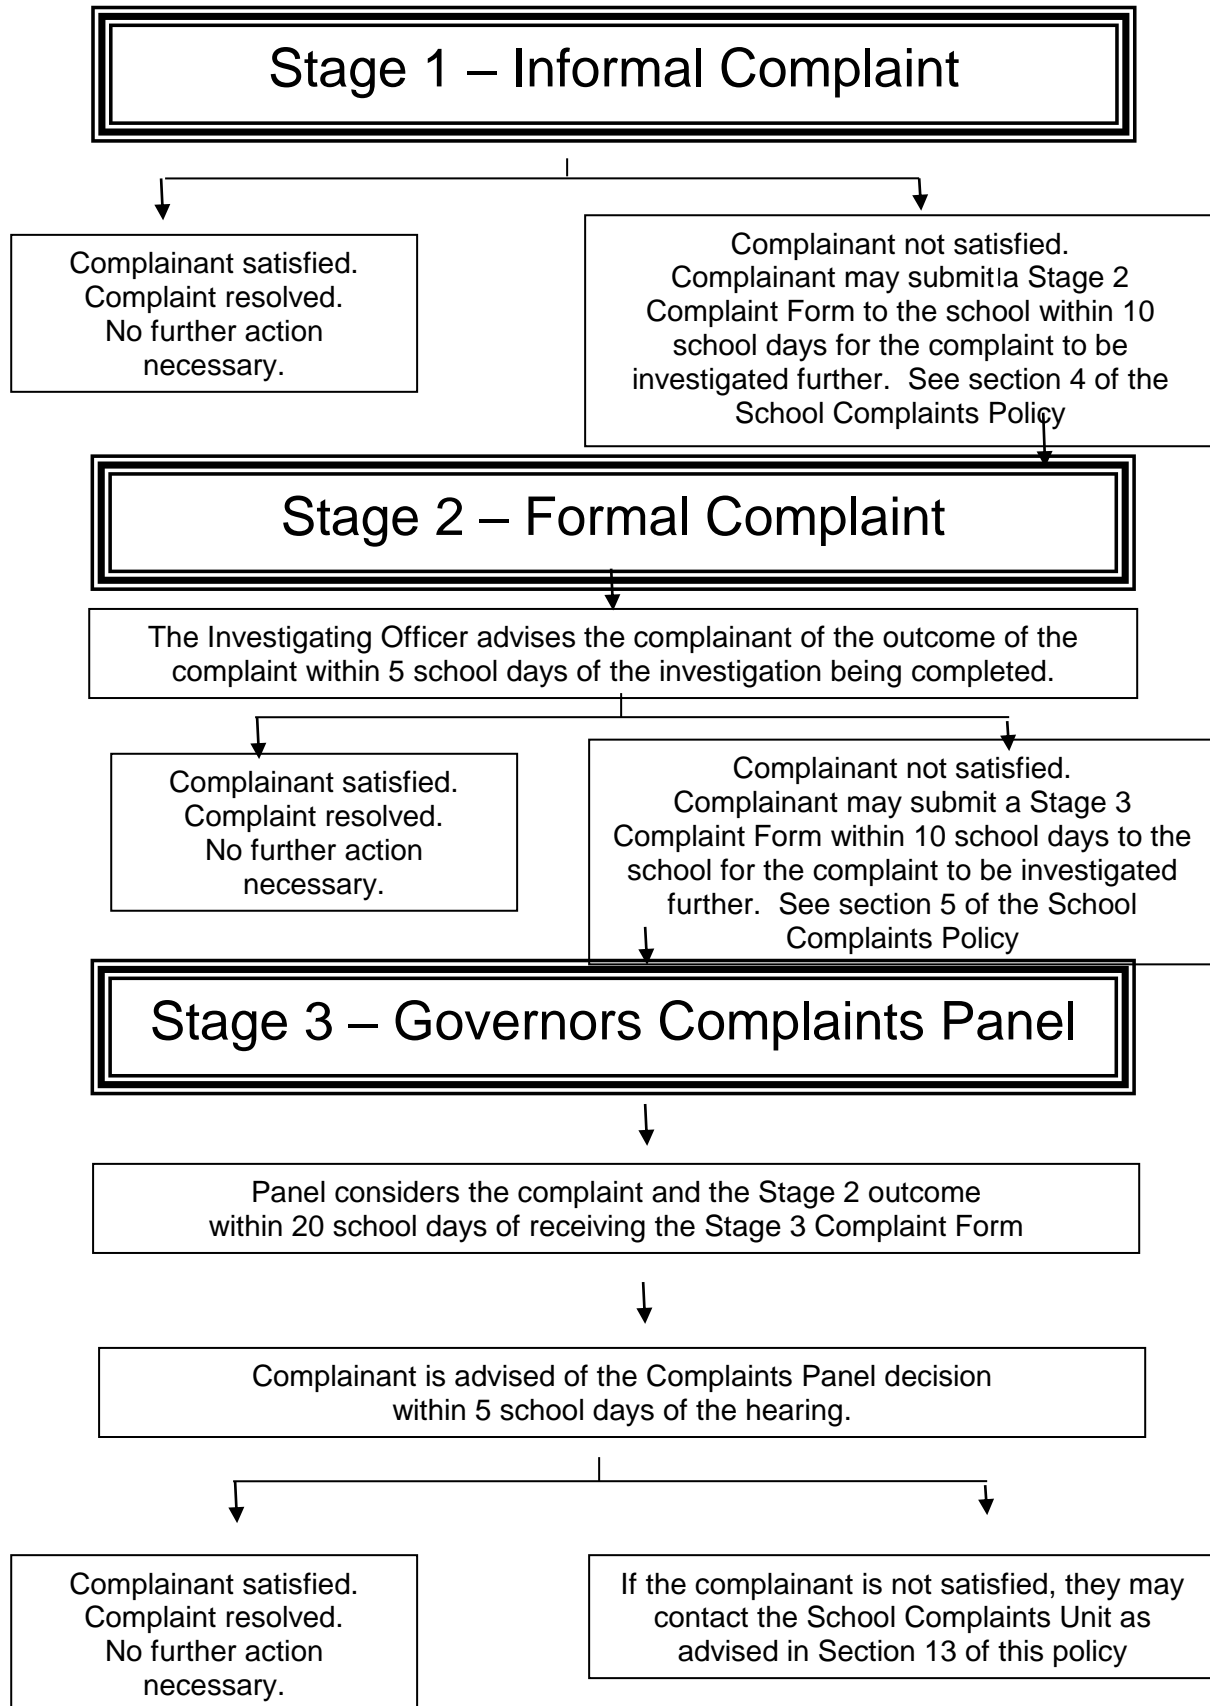 Stage 1 – Informal Complaint
Complainant satisfied.
Complaint resolved.
No further action
necessary.
Complainant not satisfied.
Complainant may submit a Stage 2
Complaint Form to the school within 10
school days for the complaint to be
investigated further.  See section 4 of the
School Complaints Policy
Stage 2 – Formal Complaint
The Investigating Officer advises the complainant of the outcome of the
complaint within 5 school days of the investigation being completed.
Complainant satisfied.
Complaint resolved.
No further action
necessary.
Complainant not satisfied.
Complainant may submit a Stage 3
Complaint Form within 10 school days to the
school for the complaint to be investigated
further.  See section 5 of the School
Complaints Policy
Stage 3 – Governors Complaints Panel
Panel considers the complaint and the Stage 2 outcome
within 20 school days of receiving the Stage 3 Complaint Form
Complainant is advised of the Complaints Panel decision
within 5 school days of the hearing.
Complainant satisfied.
Complaint resolved.
No further action
necessary.
If the complainant is not satisfied, they may
contact the School Complaints Unit as
advised in Section 13 of this policy